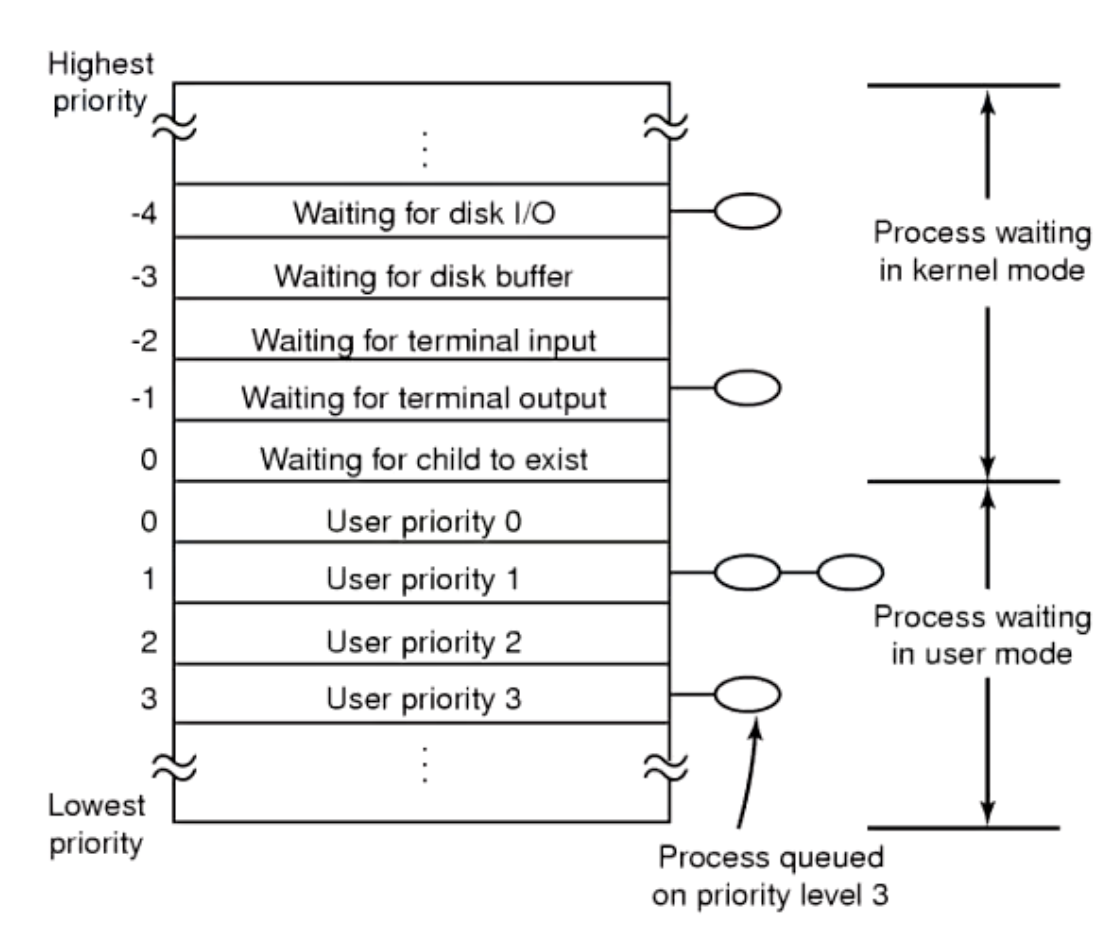 Highest
priority
-4 Waiting for disk I/O
-3 Waiting for disk buffer
-2 Waiting for terminal input
-1 Waiting for terminal output
0 Waiting for child to exist
0 User priority 0
1 User priority 1
2 User priority 2
3 User priority 3
Lowest
priority
Process waiting
in kernel mode
Process waiting
in user mode
Process queued
on priority level 3